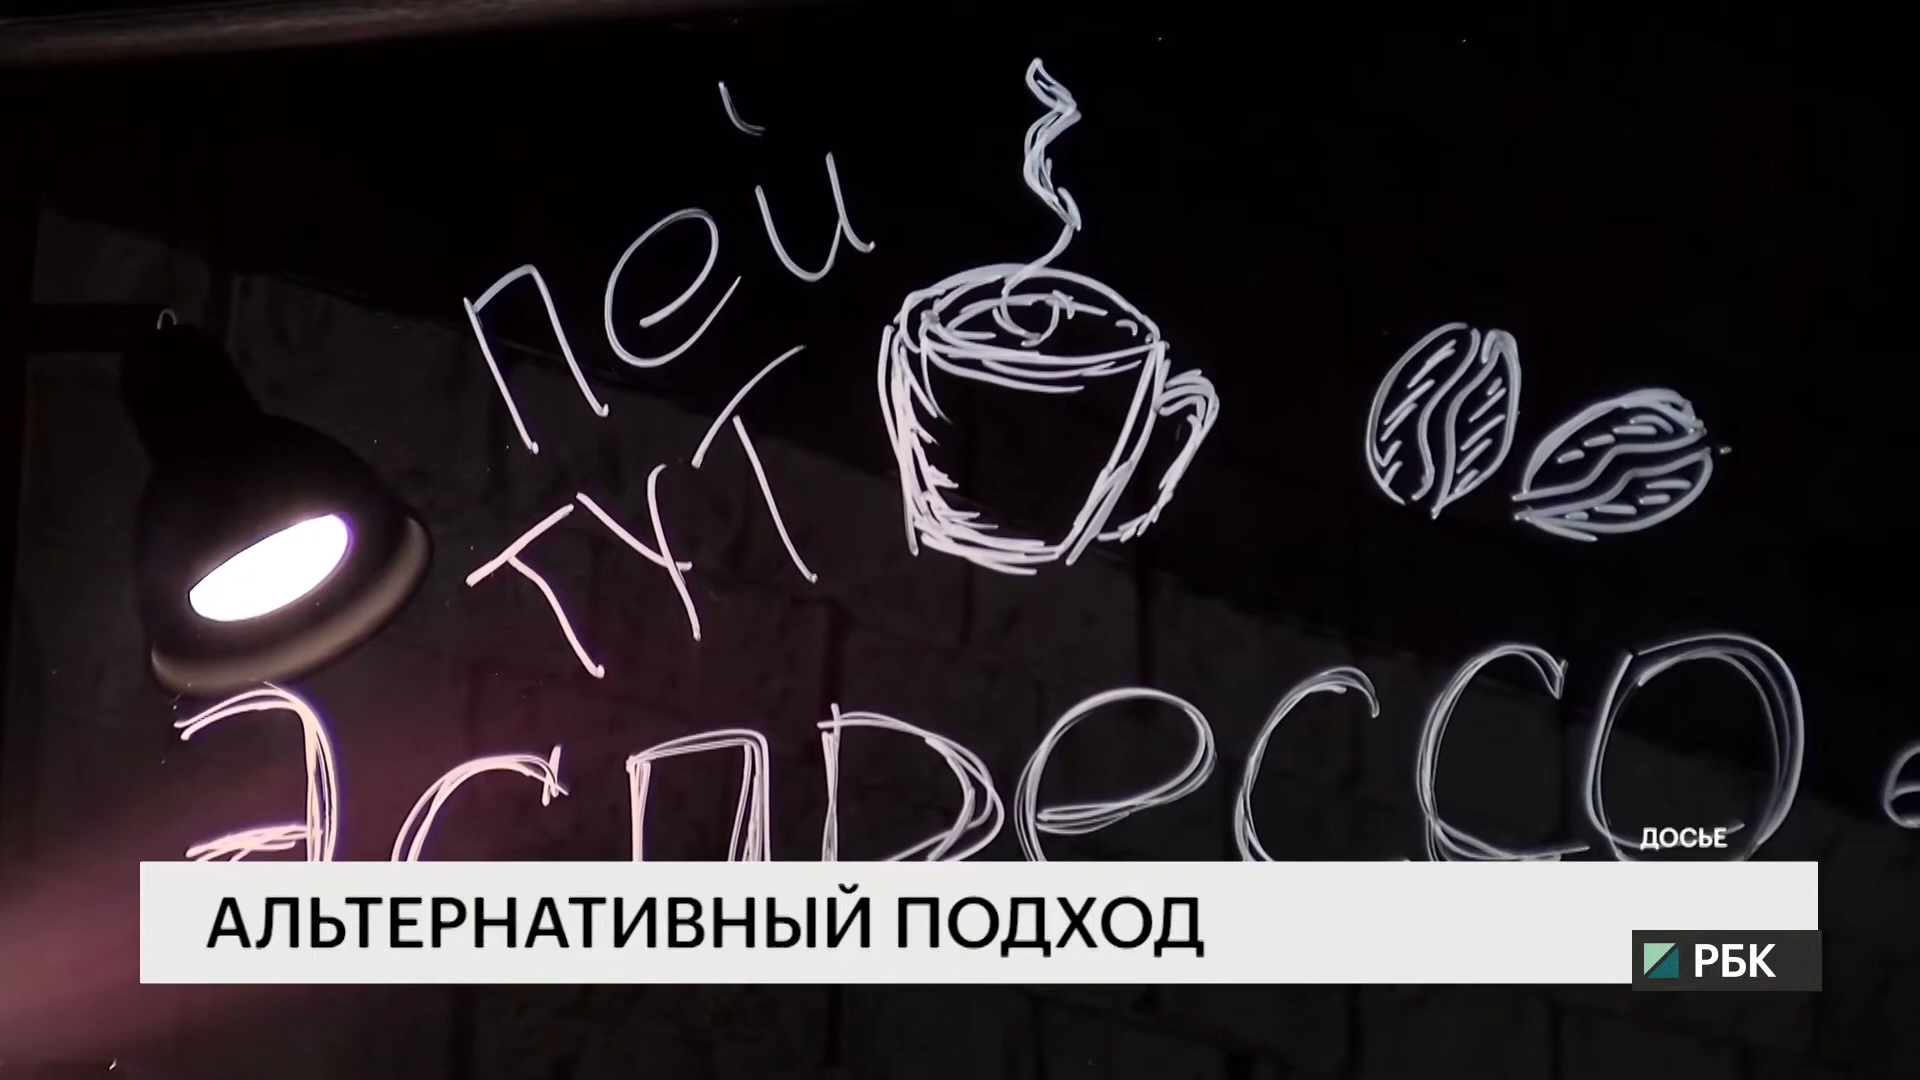 пей
тут
Эспрессо
ДОСЬЕ
АЛЬТЕРНАТИВНЫЙ ПОДХОД
РБК